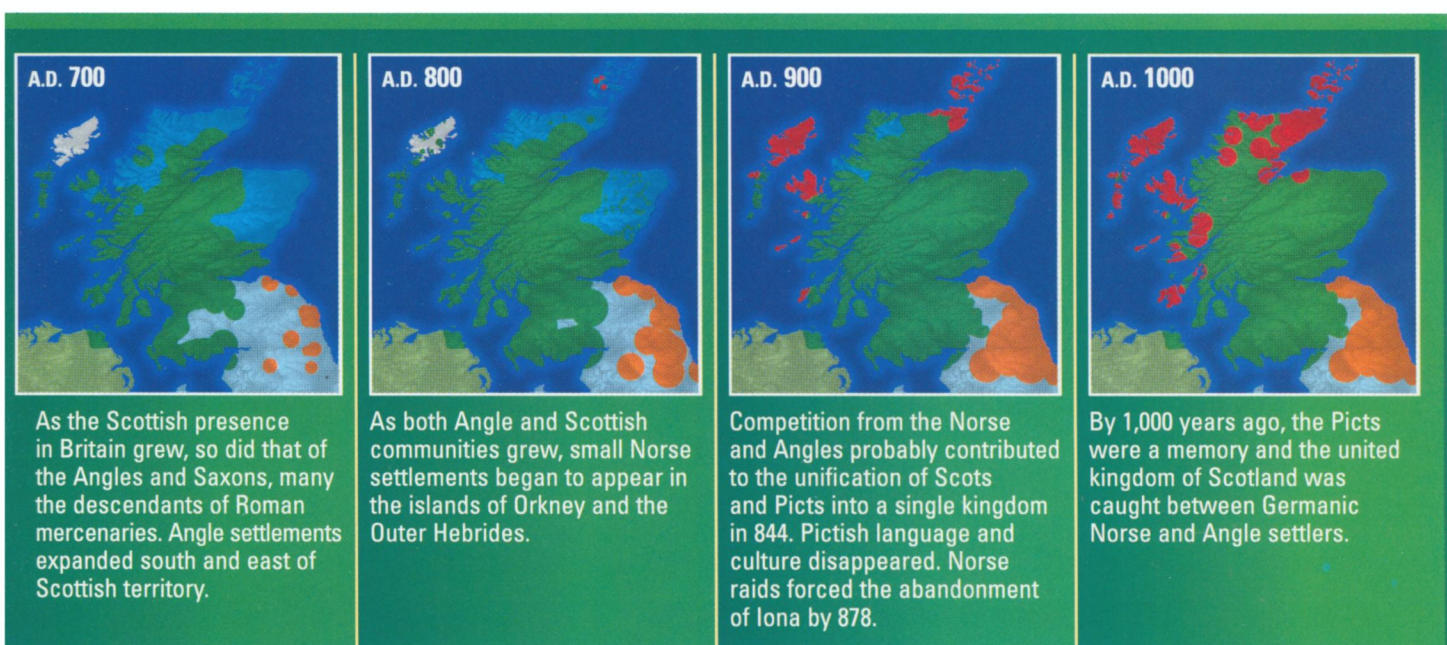 A.D. 700
As the Scottish presence
in Britain grew, so did that of
the Angles and Saxons, many
the descendants of Roman
mercenaries. Angle settlements
expanded south and east of
Scottish territory.
A.D. 800
As both Angle and Scottish
communities grew, small Norse
settlements began to appear in
the islands of Orkney and the
Outer Hebrides.
A.D. 900
Competition from the Norse
and Angles probably contributed
to the unification of Scots
and Picts into a single kingdom
in 844. Pictish language and
culture disappeared. Norse
raids forced the abandonment
of Iona by 878.
A.D. 1000
By 1,000 years ago, the Picts
were a memory and the united
kingdom of Scotland was
caught between Germanic
Norse and Angle settlers.